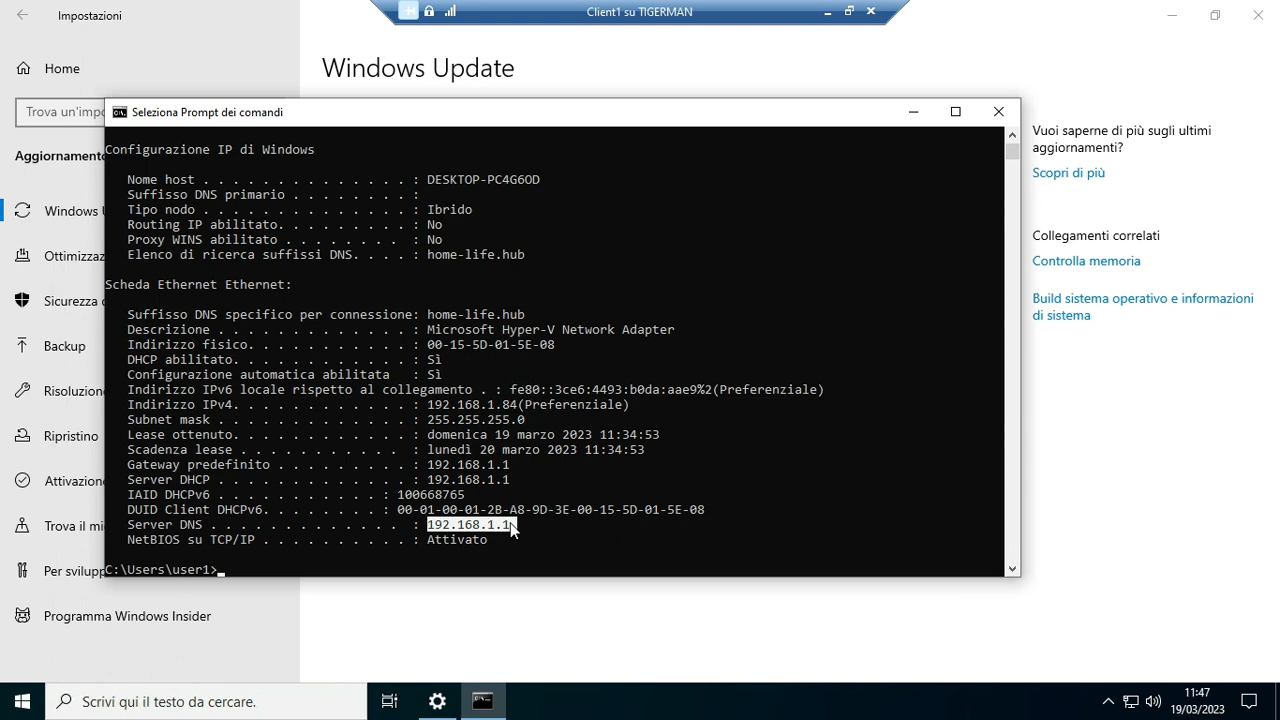 Impostazioni
Client1 su TIGERMAN
Home
Windows Update
Trova un'impo
Seleziona Prompt dei comandi
Aggiornamento
Windows U
Ottimizzaz
Sicurezza
Backup
Risoluzion
Ripristino
Attivazion
Trova il mi
Per svilupp
Programma Windows Insider
Configurazione IP di Windows
Nome host . . . . . . . . . . . . . . : DESKTOP-PC4G6OD
Suffisso DNS primario . . . . . . . . :
Tipo nodo . . . . . . . . . . . . . . : Ibrido
Routing IP abilitato. . . . . . . . . : No
Proxy WINS abilitato . . . . . . . . : No
Elenco di ricerca suffissi DNS. . . . : home-life.hub
Scheda Ethernet Ethernet:
Suffisso DNS specifico per connessione: home-life.hub
Descrizione . . . . . . . . . . . . . : Microsoft Hyper-V Network Adapter
Indirizzo fisico. . . . . . . . . . . : 00-15-5D-01-5E-08
DHCP abilitato. . . . . . . . . . . . : Sì
Configurazione automatica abilitata : Sì
Indirizzo IPv6 locale rispetto al collegamento . : fe80::3ce6:4493:b0da:aae9%2(Preferenziale)
Indirizzo IPv4. . . . . . . . . . . . : 192.168.1.84(Preferenziale)
Subnet mask . . . . . . . . . . . . . : 255.255.255.0
Lease ottenuto. . . . . . . . . . . . : domenica 19 marzo 2023 11:34:53
Scadenza lease . . . . . . . . . . . : lunedì 20 marzo 2023 11:34:53
Gateway predefinito . . . . . . . . . : 192.168.1.1
Server DHCP . . . . . . . . . . . . . : 192.168.1.1
IAID DHCPv6 . . . . . . . . . . . : 100668765
DUID Client DHCPv6. . . . . . . . : 00-01-00-01-2B-A8-9D-3E-00-15-5D-01-5E-08
Server DNS . . . . . . . . . . . . . : 192.168.1.1
NetBIOS su TCP/IP . . . . . . . . . . : Attivato
C:\Users\user1>
Vuoi saperne di più sugli ultimi
aggiornamenti?
Scopri di più
Collegamenti correlati
Controlla memoria
Build sistema operativo e informazioni
di sistema
Scrivi qui il testo da cercare.
11:47
19/03/2023